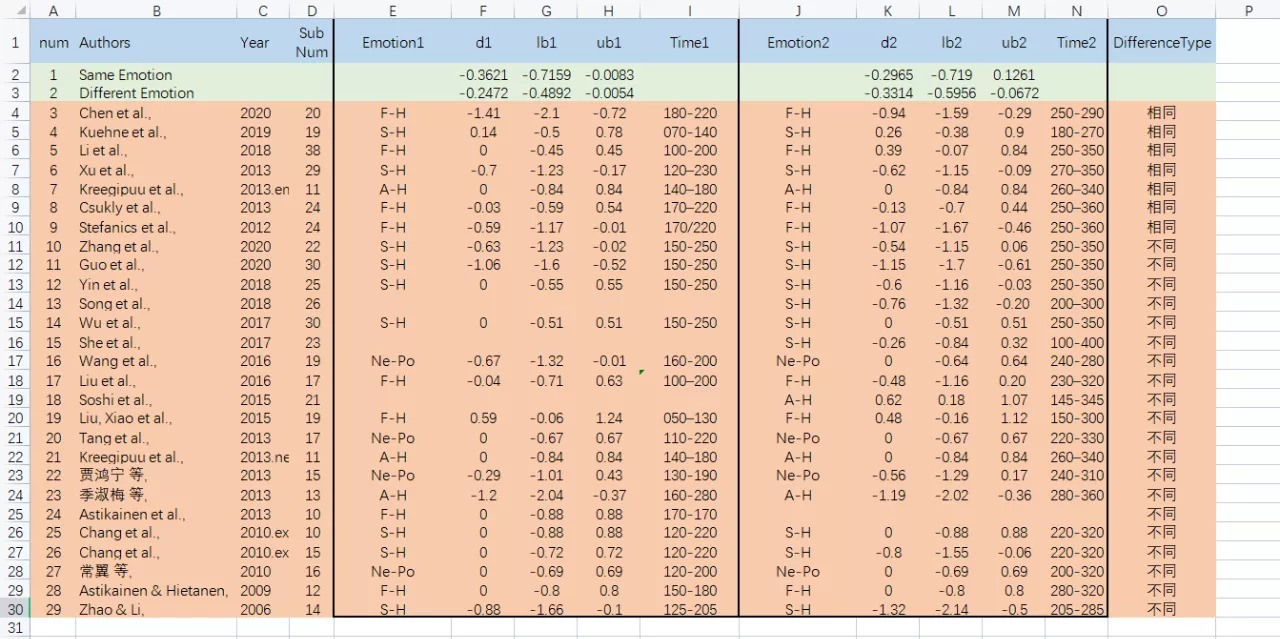 A B C D E F G H I J K L M N O P
1 num Authors Year Sub Num Emotion1 d1 lb1 ub1 Time1 Emotion2 d2 lb2 ub2 Time2 DifferenceType
2 1 Same Emotion -0.3621 -0.7159 -0.0083 -0.2965 -0.719 0.1261
3 2 Different Emotion -0.2472 -0.4892 -0.0054 -0.3314 -0.5956 -0.0672
4 3 Chen et al., 2020 20 F-H -1.41 -2.1 -0.72 180-220 F-H -0.94 -1.59 -0.29 250-290 相同
5 4 Kuehne et al., 2019 19 S-H 0.14 -0.5 0.78 070-140 S-H 0.26 -0.38 0.9 180-270 相同
6 5 Li et al., 2018 38 F-H 0 -0.45 0.45 100-200 F-H 0.39 -0.07 0.84 250-350 相同
7 6 Xu et al., 2013 29 S-H -0.7 -1.23 -0.17 120–230 S-H -0.62 -1.15 -0.09 270–350 相同
8 7 Kreegipuu et al., 2013.en 11 A-H 0 -0.84 0.84 140–180 A-H 0 -0.84 0.84 260–340 相同
9 8 Csukly et al., 2013 24 F-H -0.03 -0.59 0.54 170–220 F-H -0.13 -0.7 0.44 250–360 相同
10 9 Stefanics et al., 2012 24 F-H -0.59 -1.17 -0.01 170/220 F-H -1.07 -1.67 -0.46 250-360 相同
11 10 Zhang et al., 2020 22 S-H -0.63 -1.23 -0.02 150-250 S-H -0.54 -1.15 0.06 250-350 不同
12 11 Guo et al., 2020 30 S-H -1.06 -1.6 -0.52 150-250 S-H -1.15 -1.7 -0.61 250-350 不同
13 12 Yin et al., 2018 25 S-H 0 -0.55 0.55 150-250 S-H -0.6 -1.16 -0.03 250-350 不同
14 13 Song et al., 2018 26 S-H -0.76 -1.32 -0.20 200–300 不同
15 14 Wu et al., 2017 30 S-H 0 -0.51 0.51 150-250 S-H 0 -0.51 0.51 250-350 不同
16 15 She et al., 2017 23 S-H -0.26 -0.84 0.32 100-400 不同
17 16 Wang et al., 2016 19 Ne-Po -0.67 -1.32 -0.01 160-200 Ne-Po 0 -0.64 0.64 240-280 不同
18 17 Liu et al., 2016 17 F-H -0.04 -0.71 0.63 100–200 F-H -0.48 -1.16 0.20 230–320 不同
19 18 Soshi et al., 2015 21 A-H 0.62 0.18 1.07 145-345 不同
20 19 Liu, Xiao et al., 2015 19 F-H 0.59 -0.06 1.24 050–130 F-H 0.48 -0.16 1.12 150-300 不同
21 20 Tang et al., 2013 17 Ne-Po 0 -0.67 0.67 110-220 Ne-Po 0 -0.67 0.67 220-330 不同
22 21 Kreegipuu et al., 2013.ne 11 A-H 0 -0.84 0.84 140–180 A-H 0 -0.84 0.84 260–340 不同
23 22 贾鸿宁 等, 2013 15 Ne-Po -0.29 -1.01 0.43 130-190 Ne-Po -0.56 -1.29 0.17 240-310 不同
24 23 季淑梅 等, 2013 13 A-H -1.2 -2.04 -0.37 160-280 A-H -1.19 -2.02 -0.36 280-360 不同
25 24 Astikainen et al., 2013 10 F-H 0 -0.88 0.88 170-170 不同
26 25 Chang et al., 2010.ex 10 S-H 0 -0.88 0.88 120-220 S-H 0 -0.88 0.88 220-320 不同
27 26 Chang et al., 2010.ex 15 S-H 0 -0.72 0.72 120-220 S-H -0.8 -1.55 -0.06 220-320 不同
28 27 常翼 等, 2010 16 Ne-Po 0 -0.69 0.69 120-200 Ne-Po 0 -0.69 0.69 200-320 不同
29 28 Astikainen & Hietanen, 2009 12 F-H 0 -0.8 0.8 150-180 F-H 0 -0.8 0.8 280-320 不同
30 29 Zhao & Li, 2006 14 S-H -0.88 -1.66 -0.1 125-205 S-H -1.32 -2.14 -0.5 205-285 不同
31